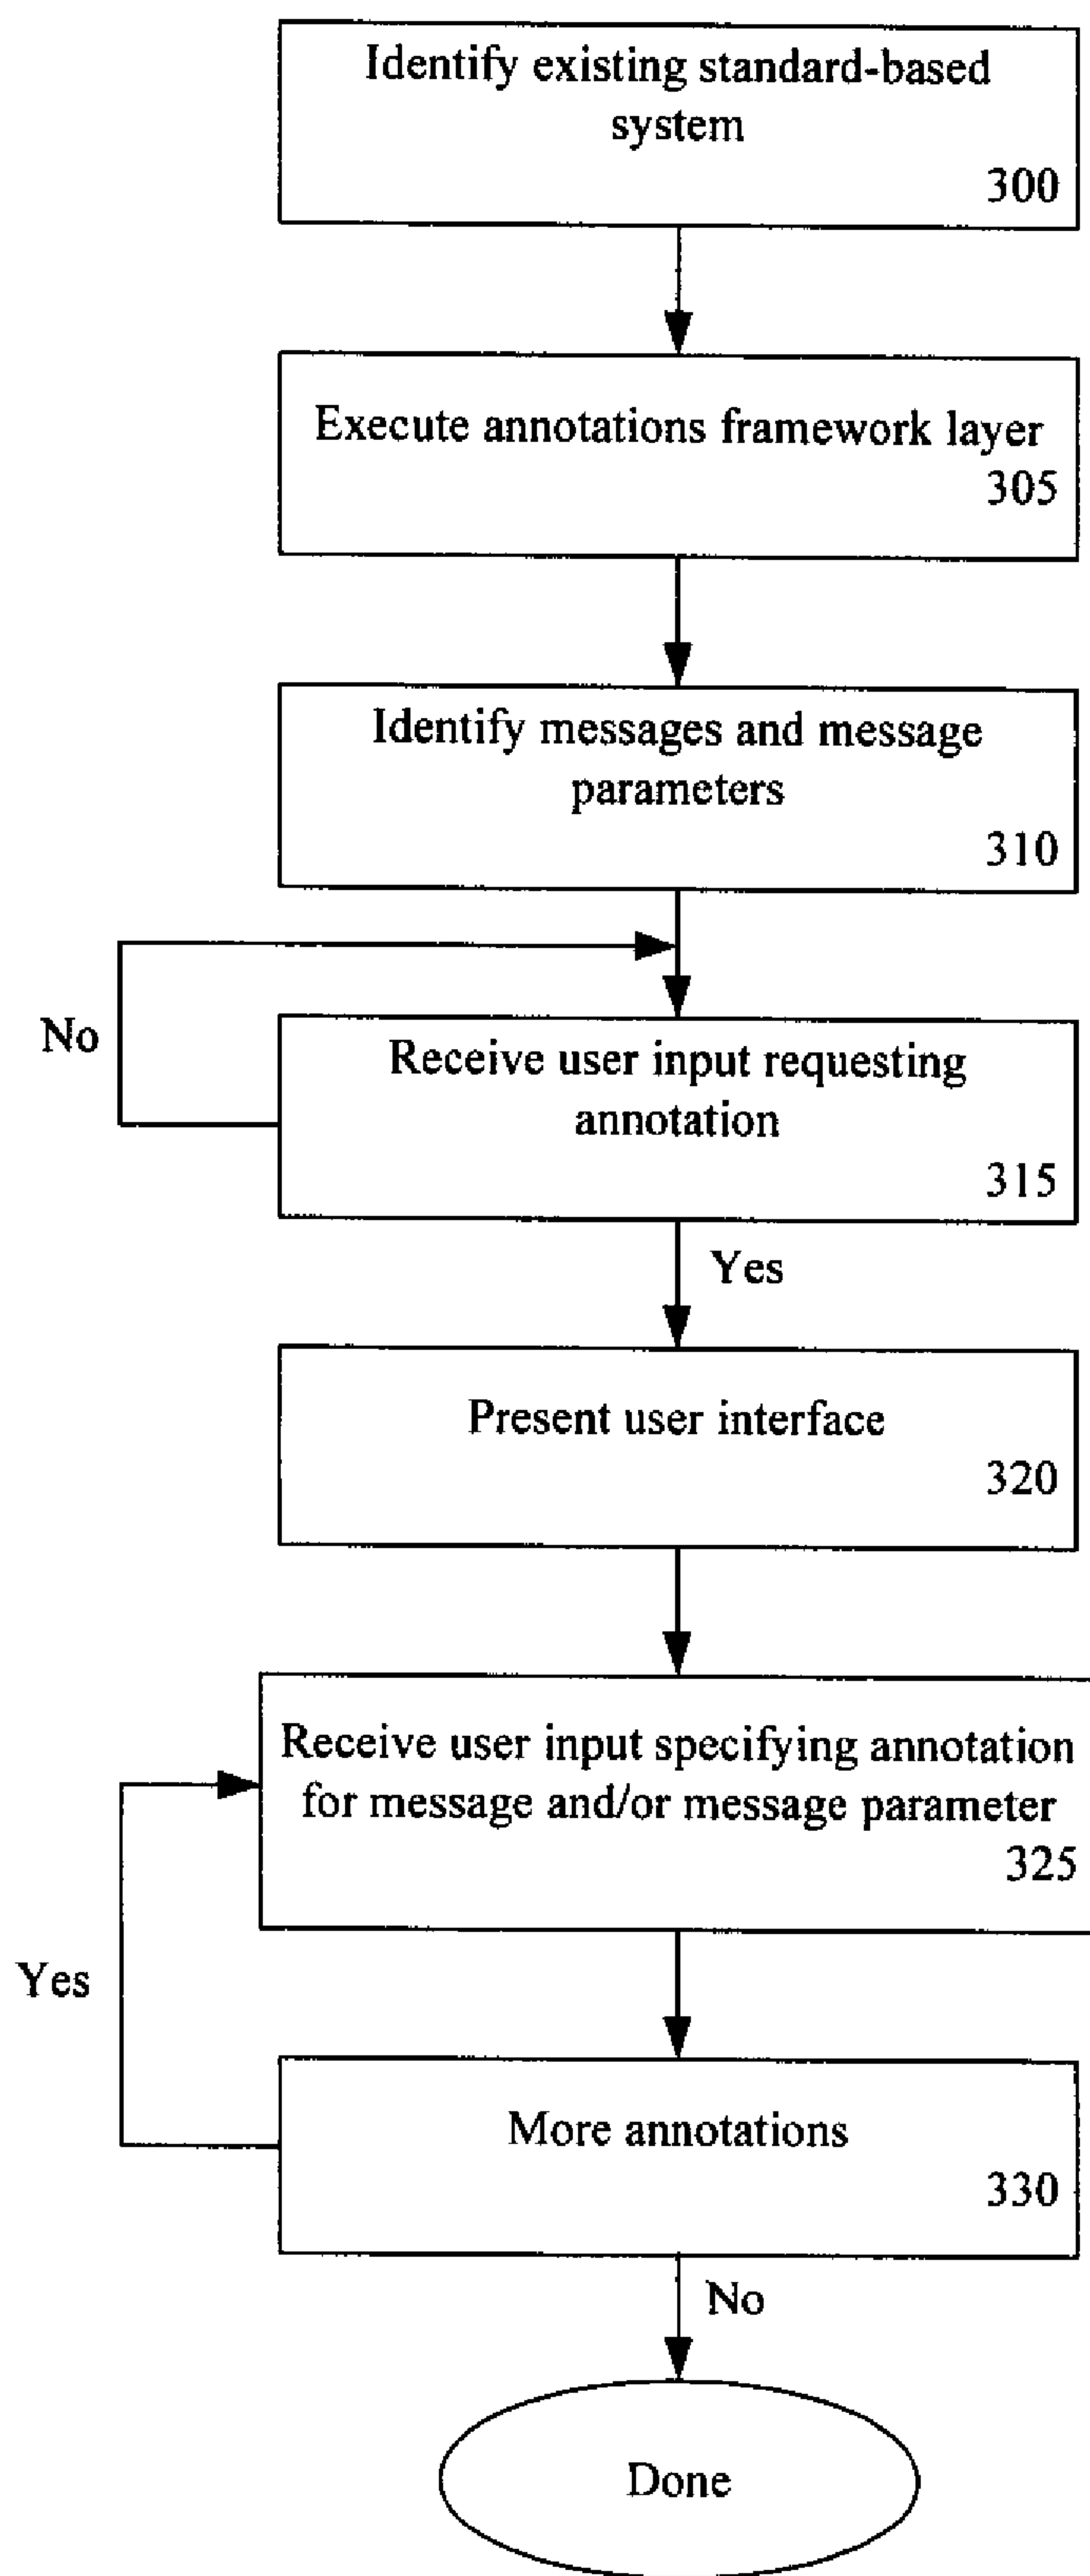 Identify existing standard-based
system
300
Execute annotations framework layer
305
Identify messages and message
parameters
310
No
Receive user input requesting
annotation
315
Yes
Present user interface
320
Receive user input specifying annotation
for message and/or message parameter
325
Yes
More annotations
330
No
Done